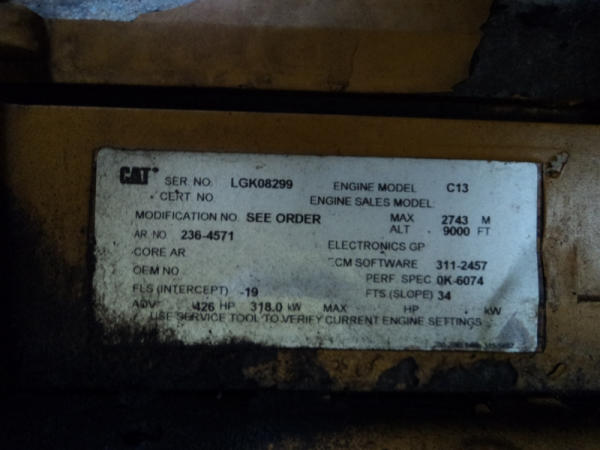 CAT SER. NO. LGK08299 ENGINE MODEL C13
CERT NO ENGINE SALES MODEL
MODIFICATION NO. SEE ORDER MAX ALT 2743 M 9000 FT
AR NO. 236-4571 ELECTRONICS GP
CORE AR ECM SOFTWARE 311-2457
OEM NO PERF. SPEC 0K-6074
FLS (INTERCEPT) -19 FTS (SLOPE) 34
ADV 426 HP 318.0 kW MAX HP kW
USE SERVICE TOOL TO VERIFY CURRENT ENGINE SETTINGS